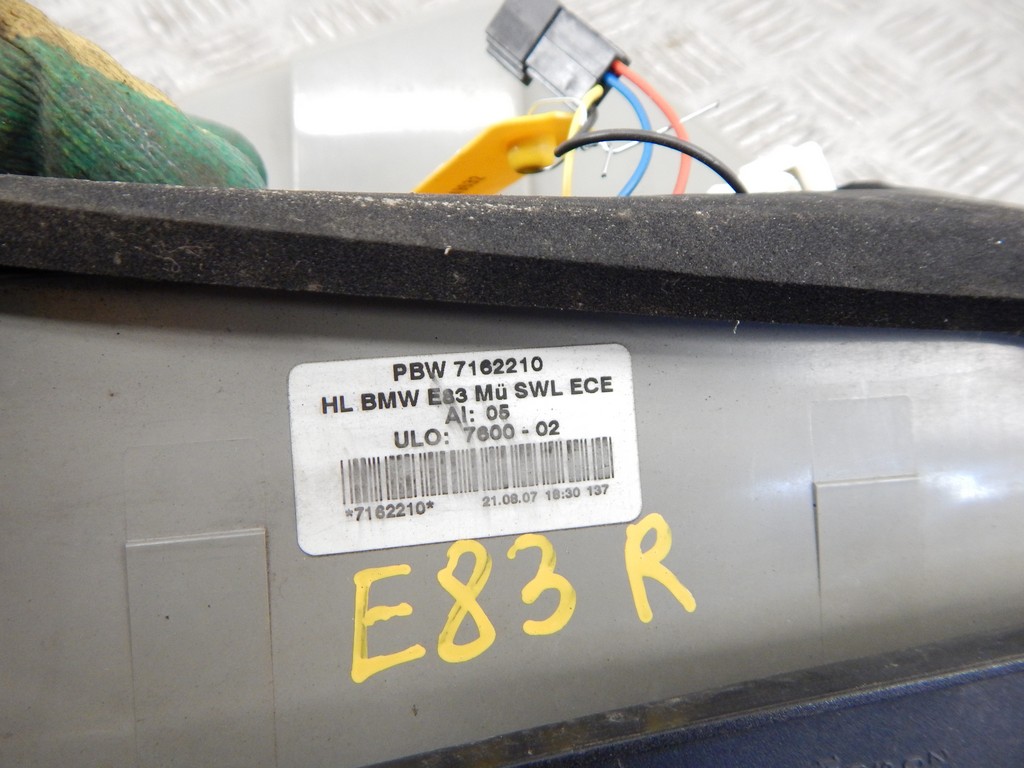 PBW 7162210
HL BMW E83 Mü SWL ECE
AI: 05
ULO: 7600 - 02
*7162210*
21.08.07 18:30 137
E83 R